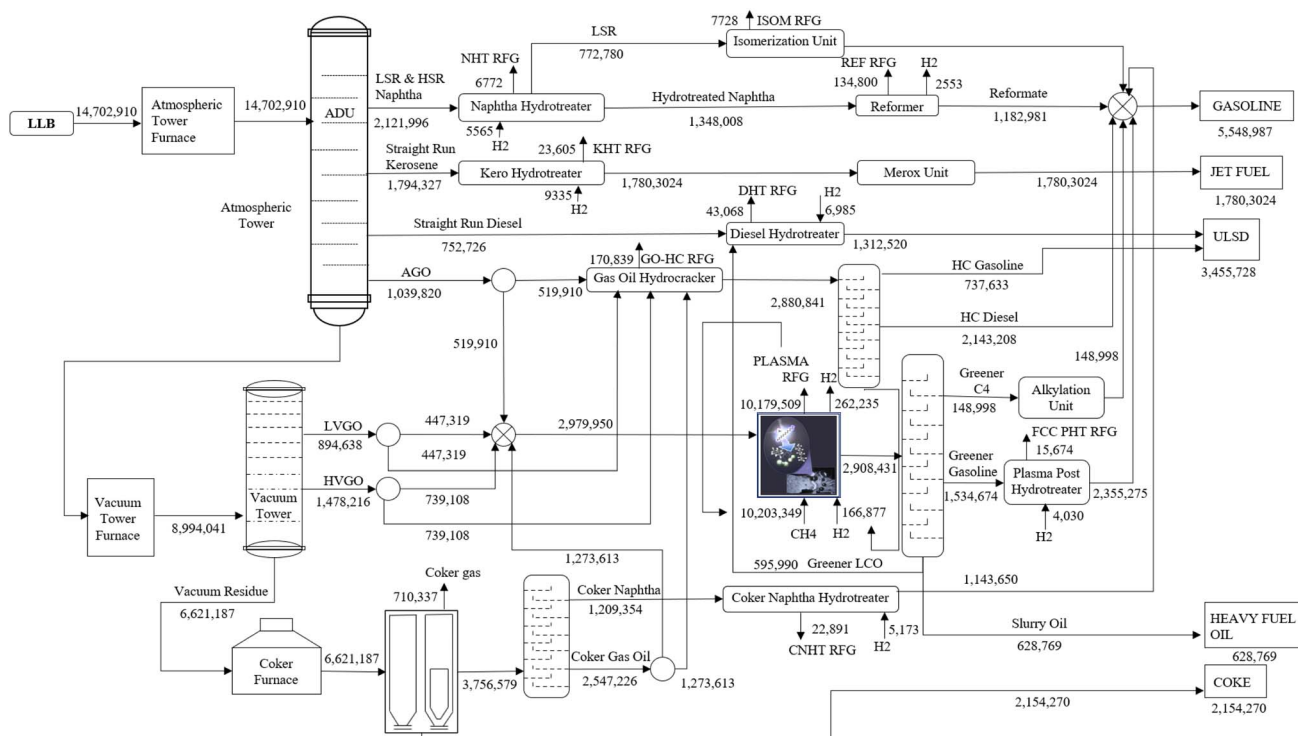 7728
ISOM RFG
LSR
772,780
Isomerization Unit
NHT RFG
6772
REF RFG
134,800
H2
2553
LSR & HSR
Naphtha
2,121,996
Naphtha Hydrotreater
5565
H2
Hydrotreated Naphtha
1,348,008
Reformer
Reformate
1,182,981
GASOLINE
5,548,987
LLB
14,702,910
Atmospheric
Tower
Furnace
14,702,910
ADU
Atmospheric
Tower
Straight Run
Kerosene
1,794,327
23,605
KHT RFG
Kero Hydrotreater
9335
H2
1,780,3024
Merox Unit
JET FUEL
1,780,3024
DHT RFG
43,068
H2
6,985
Straight Run Diesel
752,726
Diesel Hydrotreater
1,312,520
ULSD
3,455,728
AGO
1,039,820
170,839
GO-HC RFG
519,910
Gas Oil Hydrocracker
2,880,841
HC Gasoline
737,633
HC Diesel
2,143,208
519,910
PLASMA
RFG
H2
10,179,509
262,235
148,998
Greener
C4
148,998
Alkylation
Unit
FCC PHT RFG
15,674
LVGO
894,638
447,319
447,319
2,979,950
2,908,431
Greener
Gasoline
1,534,674
Plasma Post
Hydrotreater
2,355,275
4,030
H2
HVGO
1,478,216
739,108
739,108
Vacuum
Tower
Vacuum
Tower
Furnace
8,994,041
10,203,349
CH4
166,877
H2
1,273,613
595,990
Greener LCO
1,143,650
Vacuum Residue
6,621,187
Coker gas
710,337
Coker Naphtha
1,209,354
Coker Naphtha Hydrotreater
22,891
CNHT RFG
5,173
H2
Slurry Oil
628,769
HEAVY FUEL
OIL
628,769
Coker
Furnace
6,621,187
3,756,579
Coker Gas Oil
2,547,226
1,273,613
2,154,270
COKE
2,154,270